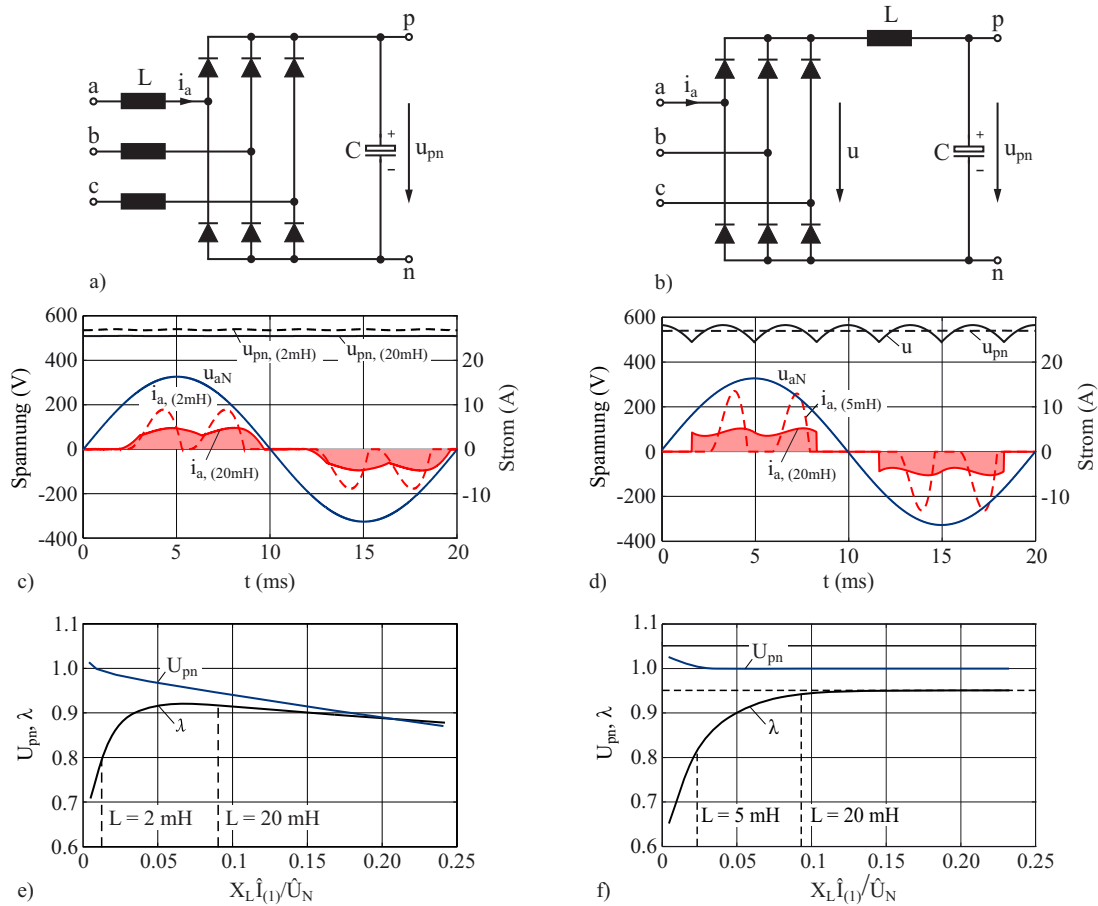 p
L
a
i_a
b
c
C
+
−
u_pn
n
a)
L
p
a
i_a
b
c
u
C
+
−
u_pn
n
b)
Spannung (V)
600
400
200
0
-200
-400
u_pn, (2mH)
u_pn, (20mH)
u_aN
i_a, (2mH)
i_a, (20mH)
20
10
0
-10
Strom (A)
0
5
10
15
20
t (ms)
c)
Spannung (V)
600
400
200
0
-200
-400
u
u_pn
u_aN
i_a, (5mH)
i_a, (20mH)
20
10
0
-10
Strom (A)
0
5
10
15
20
t (ms)
d)
U_pn, λ
1.1
1.0
0.9
0.8
0.7
0.6
U_pn
λ
L = 2 mH
L = 20 mH
0
0.05
0.1
0.15
0.20
0.25
X_L Î_(1)/Û_N
e)
U_pn, λ
1.1
1.0
0.9
0.8
0.7
0.6
U_pn
λ
L = 5 mH
L = 20 mH
0
0.05
0.1
0.15
0.20
0.25
X_L Î_(1)/Û_N
f)